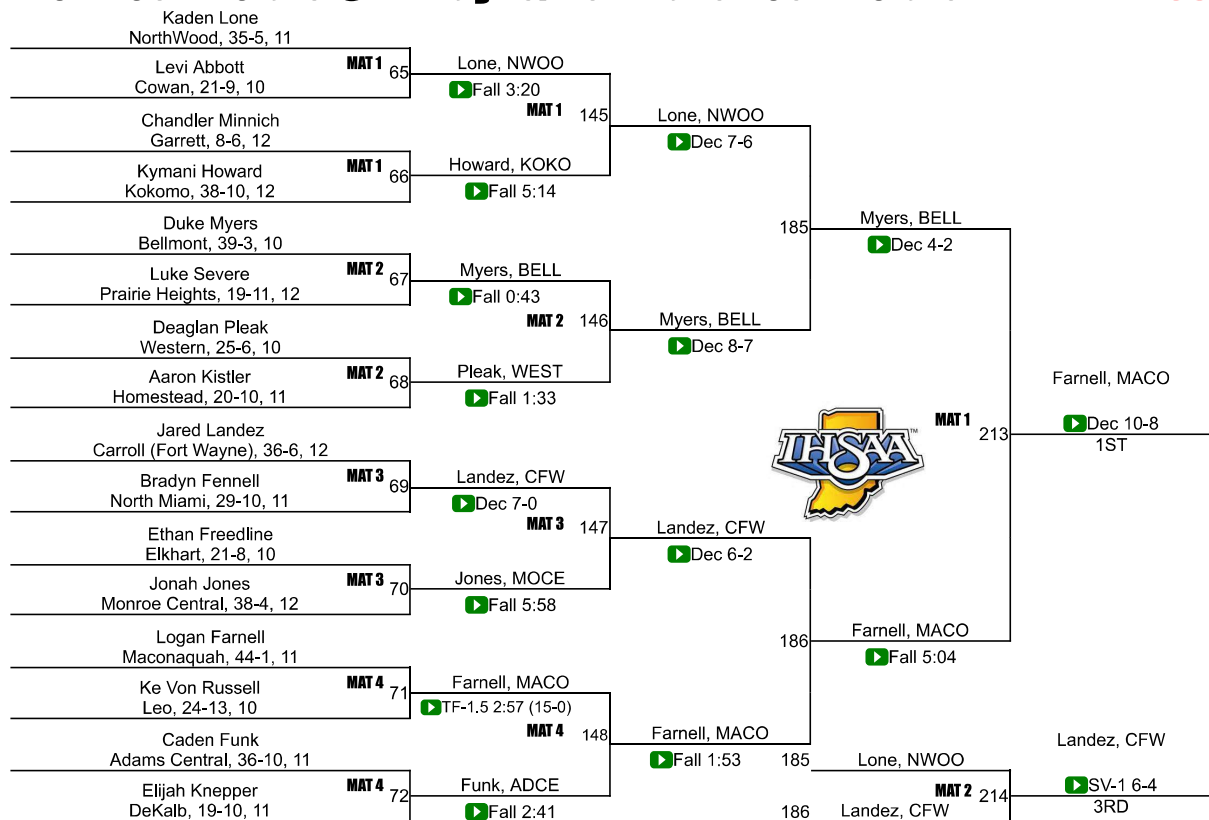 Kaden Lone
NorthWood, 35-5, 11
MAT 1 65
Levi Abbott
Cowan, 21-9, 10
Lone, NWOO
Fall 3:20
MAT 1 145
Chandler Minnich
Garrett, 8-6, 12
MAT 1 66
Kymani Howard
Kokomo, 38-10, 12
Howard, KOKO
Fall 5:14
Lone, NWOO
Dec 7-6
185
Duke Myers
Bellmont, 39-3, 10
MAT 2 67
Luke Severe
Prairie Heights, 19-11, 12
Myers, BELL
Fall 0:43
MAT 2 146
Deaglan Pleak
Western, 25-6, 10
MAT 2 68
Aaron Kistler
Homestead, 20-10, 11
Pleak, WEST
Fall 1:33
Myers, BELL
Dec 8-7
Myers, BELL
Dec 4-2
IHSAA
TM
MAT 1 213
Farnell, MACO
Dec 10-8
1ST
Jared Landez
Carroll (Fort Wayne), 36-6, 12
MAT 3 69
Bradyn Fennell
North Miami, 29-10, 11
Landez, CFW
Dec 7-0
MAT 3 147
Ethan Freedline
Elkhart, 21-8, 10
MAT 3 70
Jonah Jones
Monroe Central, 38-4, 12
Jones, MOCE
Fall 5:58
Landez, CFW
Dec 6-2
186
Farnell, MACO
Fall 5:04
Logan Farnell
Maconaquah, 44-1, 11
MAT 4 71
Ke Von Russell
Leo, 24-13, 10
Farnell, MACO
TF-1.5 2:57 (15-0)
MAT 4 148
Caden Funk
Adams Central, 36-10, 11
MAT 4 72
Elijah Knepper
DeKalb, 19-10, 11
Funk, ADCE
Fall 2:41
Farnell, MACO
Fall 1:53
185 Lone, NWOO
MAT 2 214
186 Landez, CFW
Landez, CFW
SV-1 6-4
3RD